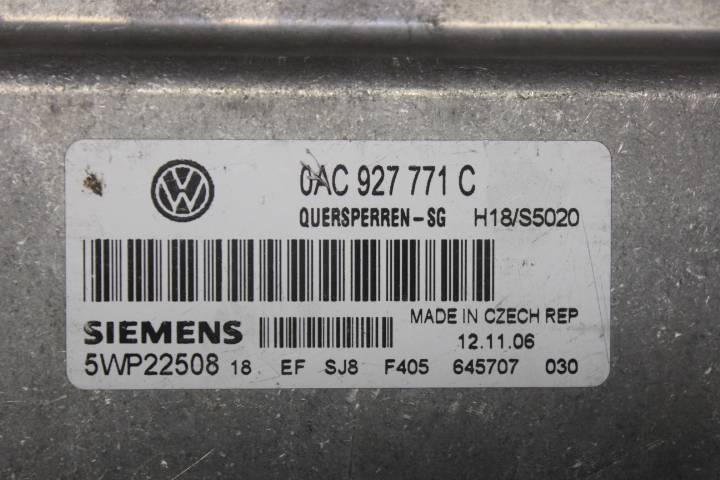 0AC 927 771 C
QUERSPERREN-SG H18/S5020
SIEMENS MADE IN CZECH REP
12.11.06
5WP22508 18 EF SJ8 F405 645707 030